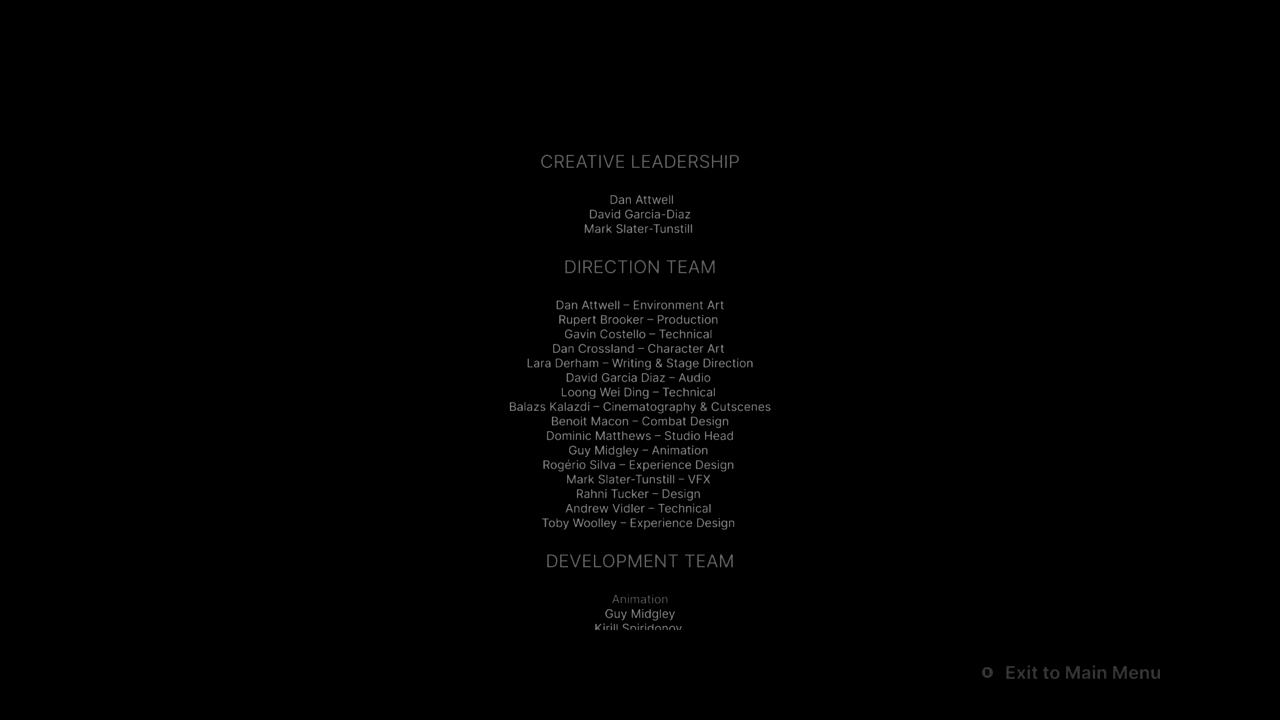 CREATIVE LEADERSHIP
Dan Attwell
David Garcia-Diaz
Mark Slater-Tunstill
DIRECTION TEAM
Dan Attwell – Environment Art
Rupert Brooker – Production
Gavin Costello – Technical
Dan Crossland – Character Art
Lara Derham – Writing & Stage Direction
David Garcia Diaz – Audio
Loong Wei Ding – Technical
Balazs Kalazdi – Cinematography & Cutscenes
Benoit Macon – Combat Design
Dominic Matthews – Studio Head
Guy Midgley – Animation
Rogério Silva – Experience Design
Mark Slater-Tunstill – VFX
Rahni Tucker – Design
Andrew Vidler – Technical
Toby Woolley – Experience Design
DEVELOPMENT TEAM
Animation
Guy Midgley
Kirill Spiridonov
Exit to Main Menu